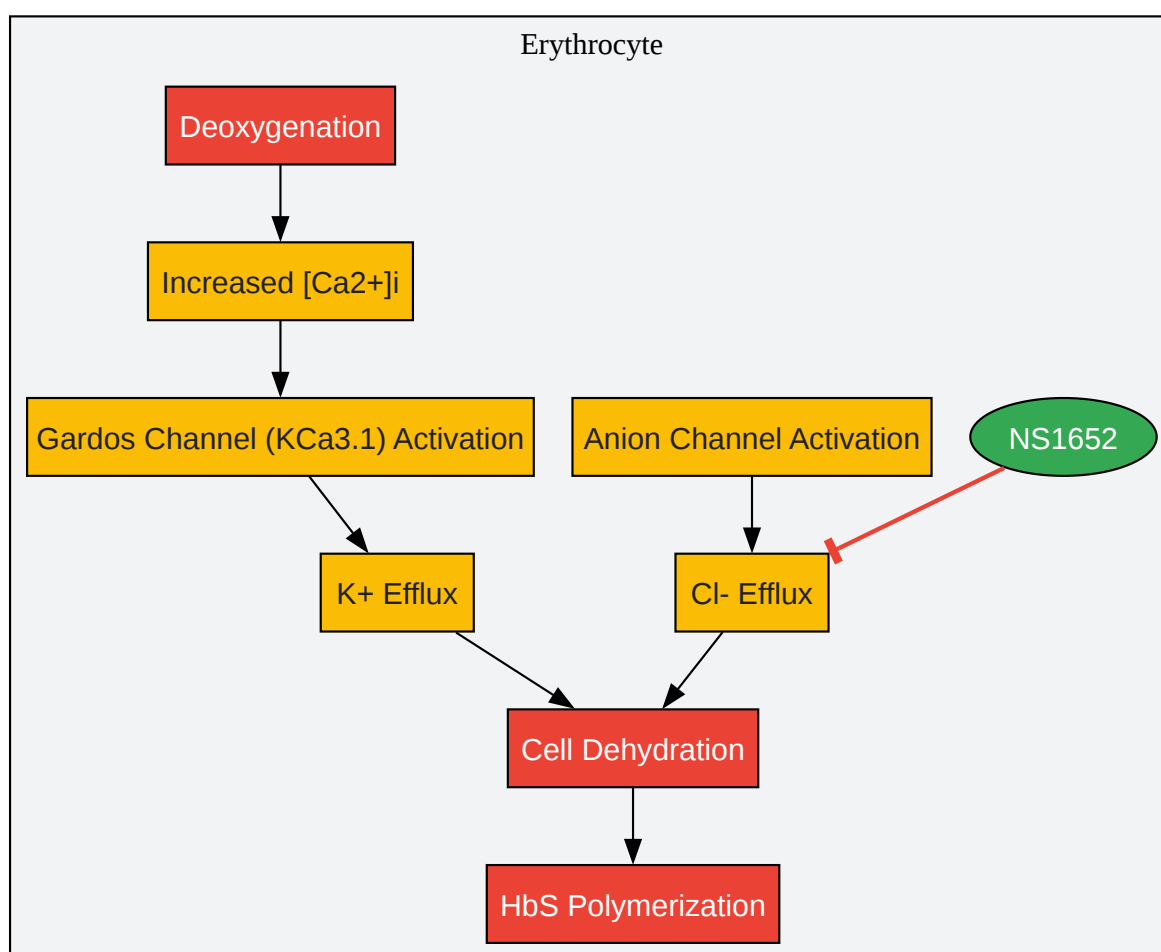 Erythrocyte
Deoxygenation
Increased [Ca2+]i
Gardos Channel (KCa3.1) Activation
Anion Channel Activation
NS1652
K+ Efflux
Cl- Efflux
Cell Dehydration
HbS Polymerization